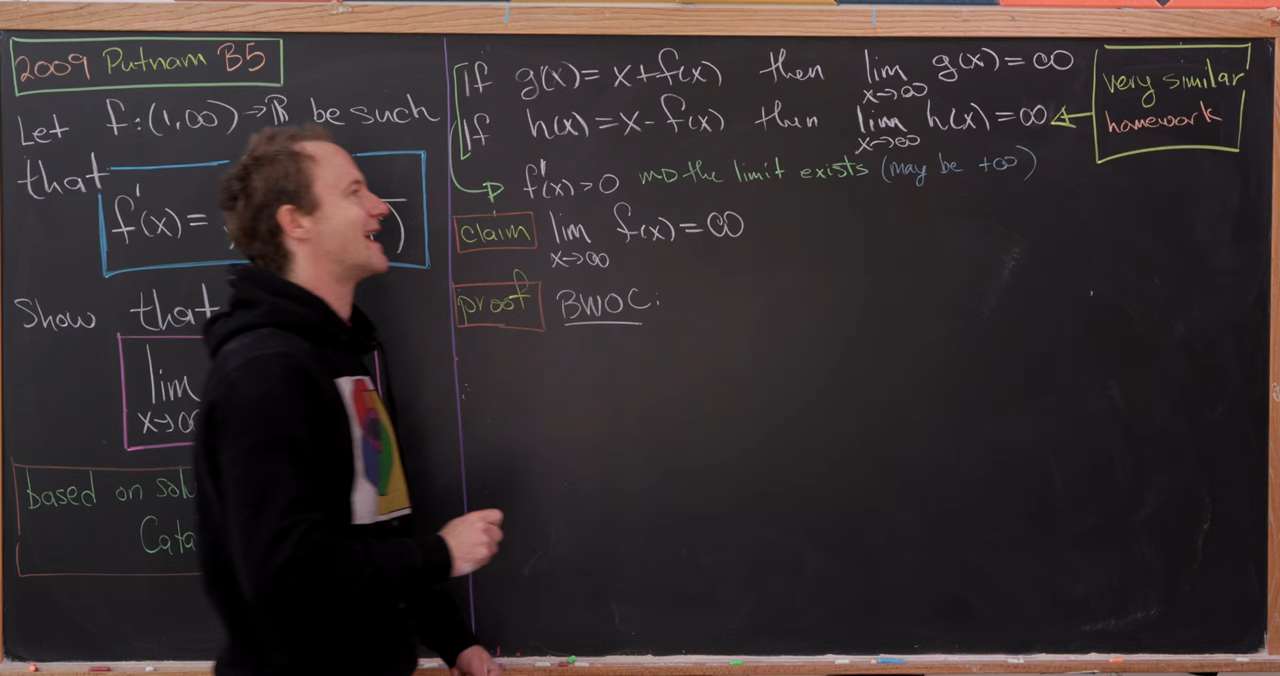 2009 Putnam B5
Let f:(1,∞)→ℝ be such
that
f'(x)=
)
Show that
lim
x→∞
based on
Cata
If g(x)=x+f(x) then lim g(x)=∞
x→∞
If h(x)=x-f(x) then lim h(x)=∞
x→∞
very similar
homework
f'(x)>0 ⇝ the limit exists (may be +∞)
claim lim f(x)=∞
x→∞
proof BWOC: